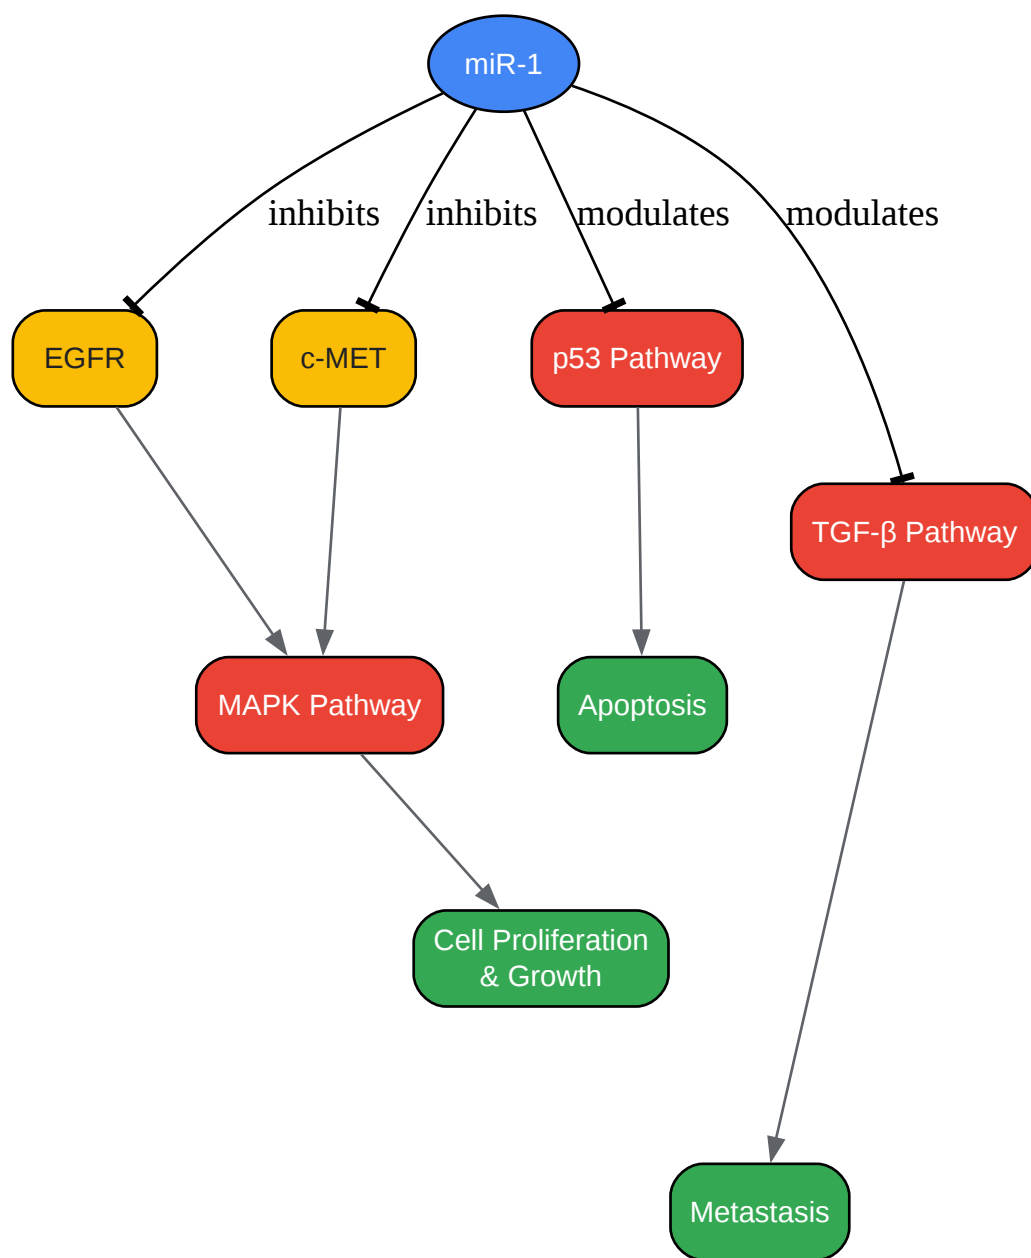 miR-1
inhibits
inhibits
modulates
modulates
EGFR
c-MET
p53 Pathway
TGF-β Pathway
MAPK Pathway
Apoptosis
Cell Proliferation
& Growth
Metastasis